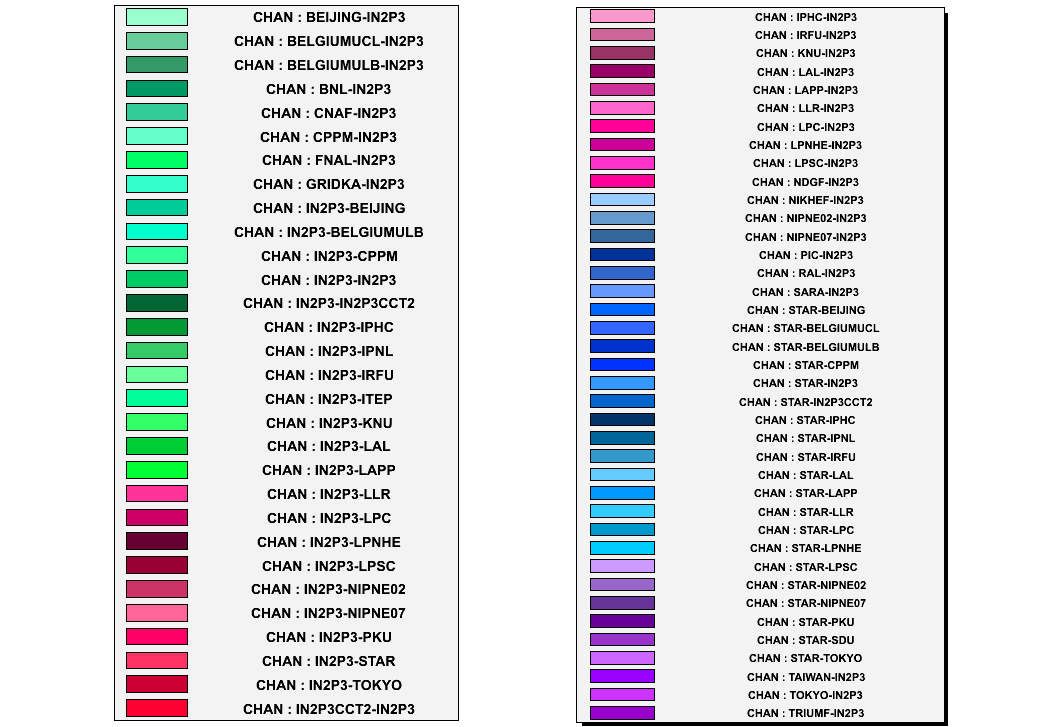 CHAN : BEIJING-IN2P3
CHAN : BELGIUMUCL-IN2P3
CHAN : BELGIUMULB-IN2P3
CHAN : BNL-IN2P3
CHAN : CNAF-IN2P3
CHAN : CPPM-IN2P3
CHAN : FNAL-IN2P3
CHAN : GRIDKA-IN2P3
CHAN : IN2P3-BEIJING
CHAN : IN2P3-BELGIUMULB
CHAN : IN2P3-CPPM
CHAN : IN2P3-IN2P3
CHAN : IN2P3-IN2P3CCT2
CHAN : IN2P3-IPHC
CHAN : IN2P3-IPNL
CHAN : IN2P3-IRFU
CHAN : IN2P3-ITEP
CHAN : IN2P3-KNU
CHAN : IN2P3-LAL
CHAN : IN2P3-LAPP
CHAN : IN2P3-LLR
CHAN : IN2P3-LPC
CHAN : IN2P3-LPNHE
CHAN : IN2P3-LPSC
CHAN : IN2P3-NIPNE02
CHAN : IN2P3-NIPNE07
CHAN : IN2P3-PKU
CHAN : IN2P3-STAR
CHAN : IN2P3-TOKYO
CHAN : IN2P3CCT2-IN2P3
CHAN : IPHC-IN2P3
CHAN : IRFU-IN2P3
CHAN : KNU-IN2P3
CHAN : LAL-IN2P3
CHAN : LAPP-IN2P3
CHAN : LLR-IN2P3
CHAN : LPC-IN2P3
CHAN : LPNHE-IN2P3
CHAN : LPSC-IN2P3
CHAN : NDGF-IN2P3
CHAN : NIKHEF-IN2P3
CHAN : NIPNE02-IN2P3
CHAN : NIPNE07-IN2P3
CHAN : PIC-IN2P3
CHAN : RAL-IN2P3
CHAN : SARA-IN2P3
CHAN : STAR-BEIJING
CHAN : STAR-BELGIUMUCL
CHAN : STAR-BELGIUMULB
CHAN : STAR-CPPM
CHAN : STAR-IN2P3
CHAN : STAR-IN2P3CCT2
CHAN : STAR-IPHC
CHAN : STAR-IPNL
CHAN : STAR-IRFU
CHAN : STAR-LAL
CHAN : STAR-LAPP
CHAN : STAR-LLR
CHAN : STAR-LPC
CHAN : STAR-LPNHE
CHAN : STAR-LPSC
CHAN : STAR-NIPNE02
CHAN : STAR-NIPNE07
CHAN : STAR-PKU
CHAN : STAR-SDU
CHAN : STAR-TOKYO
CHAN : TAIWAN-IN2P3
CHAN : TOKYO-IN2P3
CHAN : TRIUMF-IN2P3